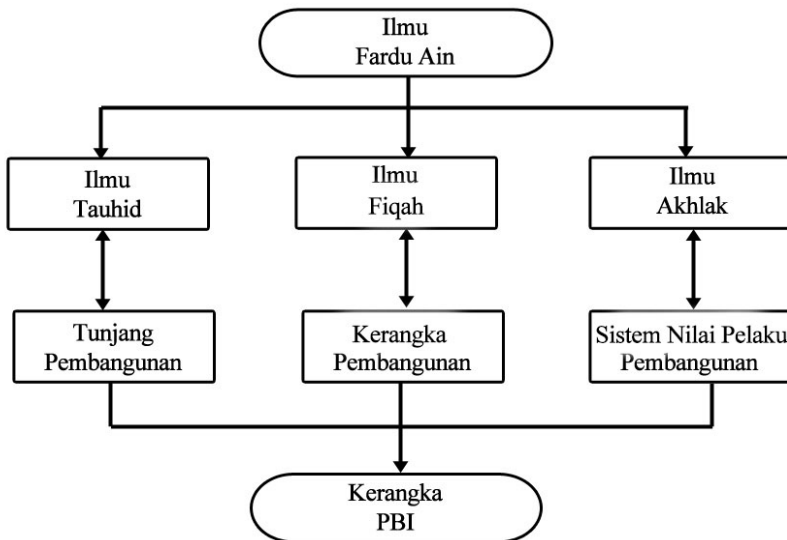 Ilmu
Fardu Ain
Ilmu
Tauhid
Ilmu
Fiqah
Ilmu
Akhlak
Tunjang
Pembangunan
Kerangka
Pembangunan
Sistem Nilai Pelaku
Pembangunan
Kerangka
PBI